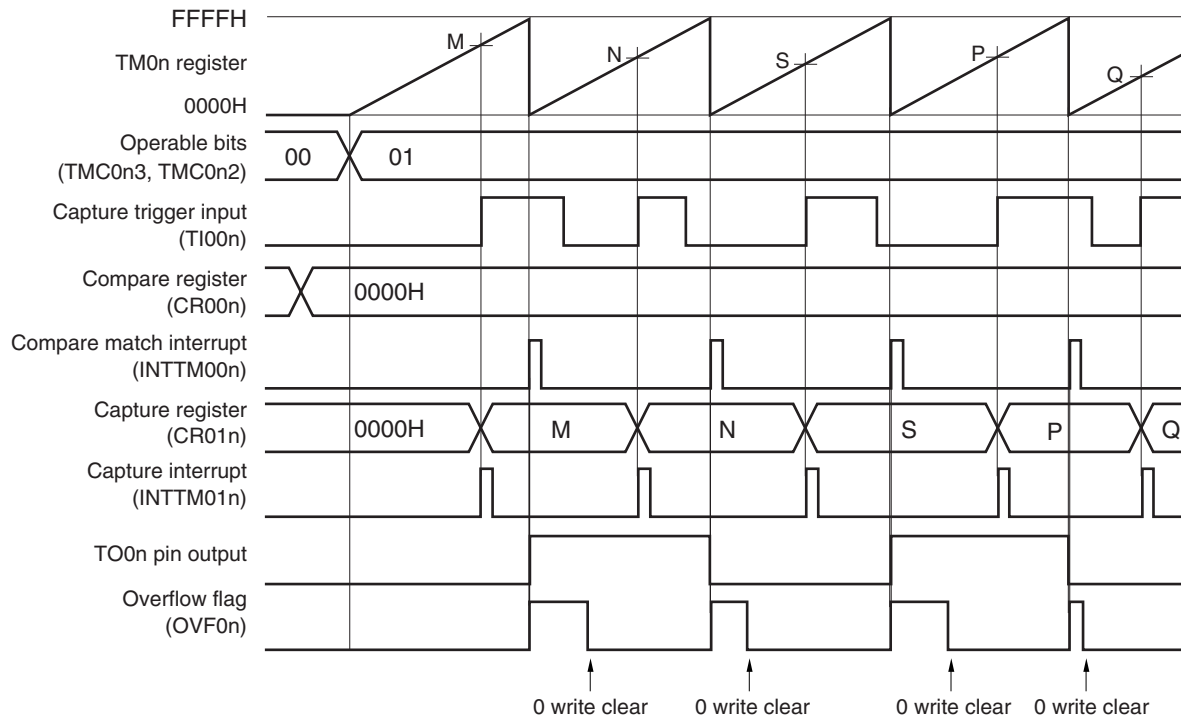 FFFFH
TM0n register
0000H
M
N
S
P
Q
Operable bits
(TMC0n3, TMC0n2)
00
01
Capture trigger input
(TI00n)
Compare register
(CR00n)
0000H
Compare match interrupt
(INTTM00n)
Capture register
(CR01n)
0000H
M
N
S
P
Q
Capture interrupt
(INTTM01n)
TO0n pin output
Overflow flag
(OVF0n)
0 write clear
0 write clear
0 write clear
0 write clear